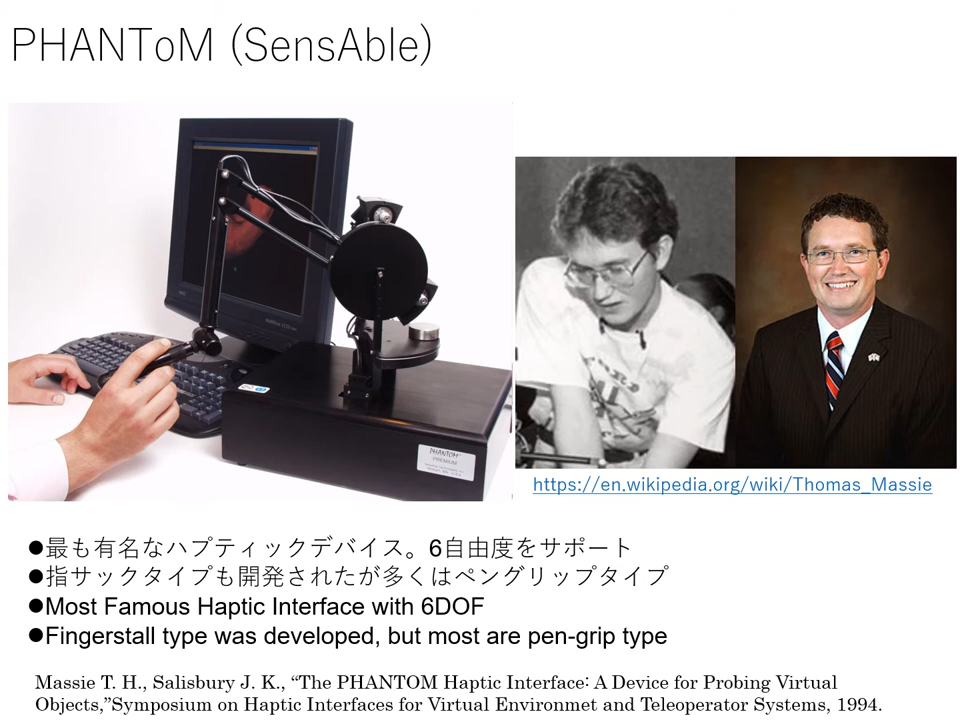 PHANToM (SensAble)
PHANTOM
PREMIUM
https://en.wikipedia.org/wiki/Thomas_Massie
●最も有名なハプティックデバイス。6自由度をサポート
●指サックタイプも開発されたが多くはペングリップタイプ
●Most Famous Haptic Interface with 6DOF
●Fingerstall type was developed, but most are pen-grip type
Massie T. H., Salisbury J. K., “The PHANTOM Haptic Interface: A Device for Probing Virtual
Objects,”Symposium on Haptic Interfaces for Virtual Environmet and Teleoperator Systems, 1994.